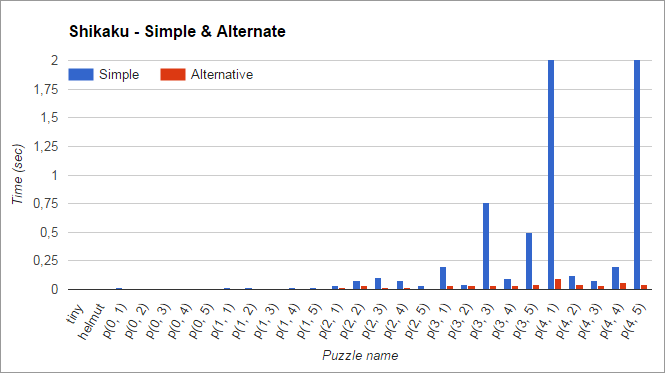 Shikaku - Simple & Alternate
Simple
Alternative
2
1,75
1,5
1,25
1
0,75
0,5
0,25
0
Time (sec)
tiny
helmut
p(0, 1)
p(0, 2)
p(0, 3)
p(0, 4)
p(0, 5)
p(1, 1)
p(1, 2)
p(1, 3)
p(1, 4)
p(1, 5)
p(2, 1)
p(2, 2)
p(2, 3)
p(2, 4)
p(2, 5)
p(3, 1)
p(3, 2)
p(3, 3)
p(3, 4)
p(3, 5)
p(4, 1)
p(4, 2)
p(4, 3)
p(4, 4)
p(4, 5)
Puzzle name